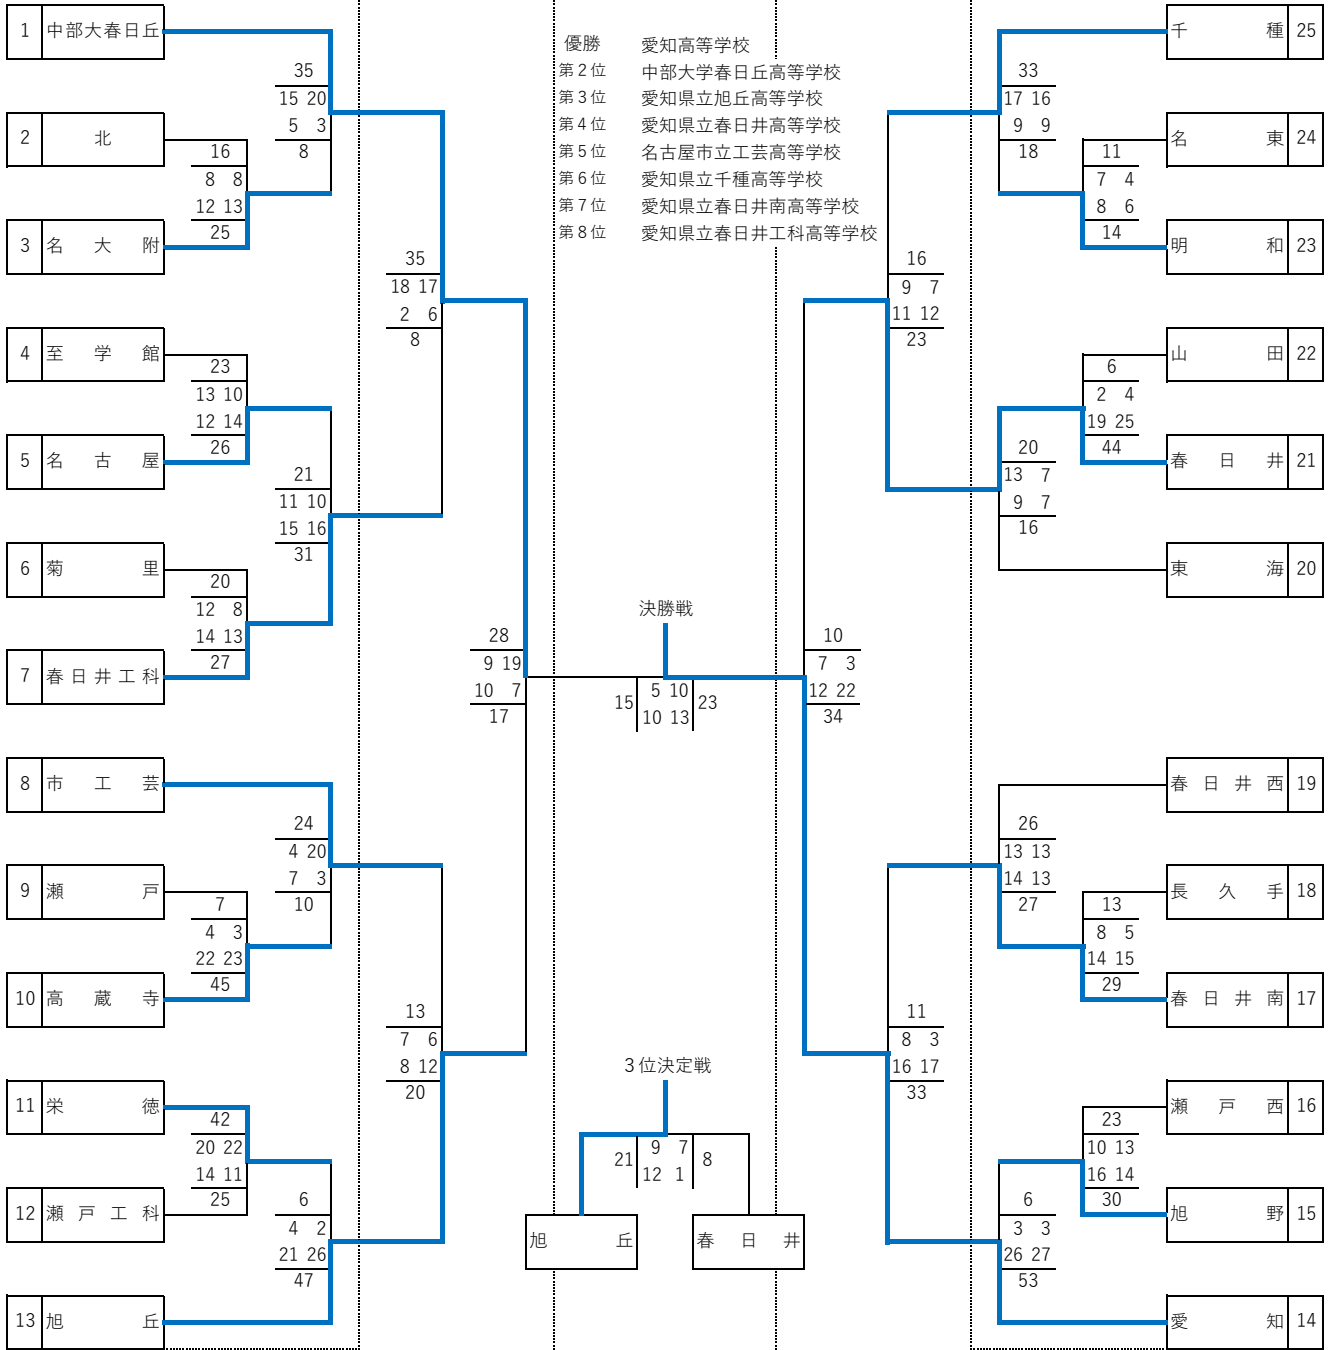 優勝 愛知高等学校
第2位 中部大学春日丘高等学校
第3位 愛知県立旭丘高等学校
第4位 愛知県立春日井高等学校
第5位 名古屋市立工芸高等学校
第6位 愛知県立千種高等学校
第7位 愛知県立春日井南高等学校
第8位 愛知県立春日井工科高等学校
1 中部大春日丘
35
15 20
5 3
8
2 北
16
8 8
12 13
25
3 名大附
35
18 17
2 6
8
4 至学館
23
13 10
12 14
26
5 名古屋
21
11 10
15 16
31
6 菊里
20
12 8
14 13
27
7 春日井工科
28
9 19
10 7
17
8 市工芸
24
4 20
7 3
10
9 瀬戸
7
4 3
22 23
45
10 高蔵寺
13
7 6
8 12
20
11 栄徳
42
20 22
14 11
25
12 瀬戸工科
6
4 2
21 26
47
13 旭丘
決勝戦
15 5 10 23
10 13
3位決定戦
21 9 7 8
12 1
旭丘 春日井
千種 25
33
17 16
9 9
18
名東 24
11
7 4
8 6
14
明和 23
16
9 7
11 12
23
山田 22
6
2 4
19 25
44
春日井 21
20
13 7
9 7
16
東海 20
10
7 3
12 22
34
春日井西 19
26
13 13
14 13
27
長久手 18
13
8 5
14 15
29
春日井南 17
11
8 3
16 17
33
瀬戸西 16
23
10 13
16 14
30
旭野 15
6
3 3
26 27
53
愛知 14